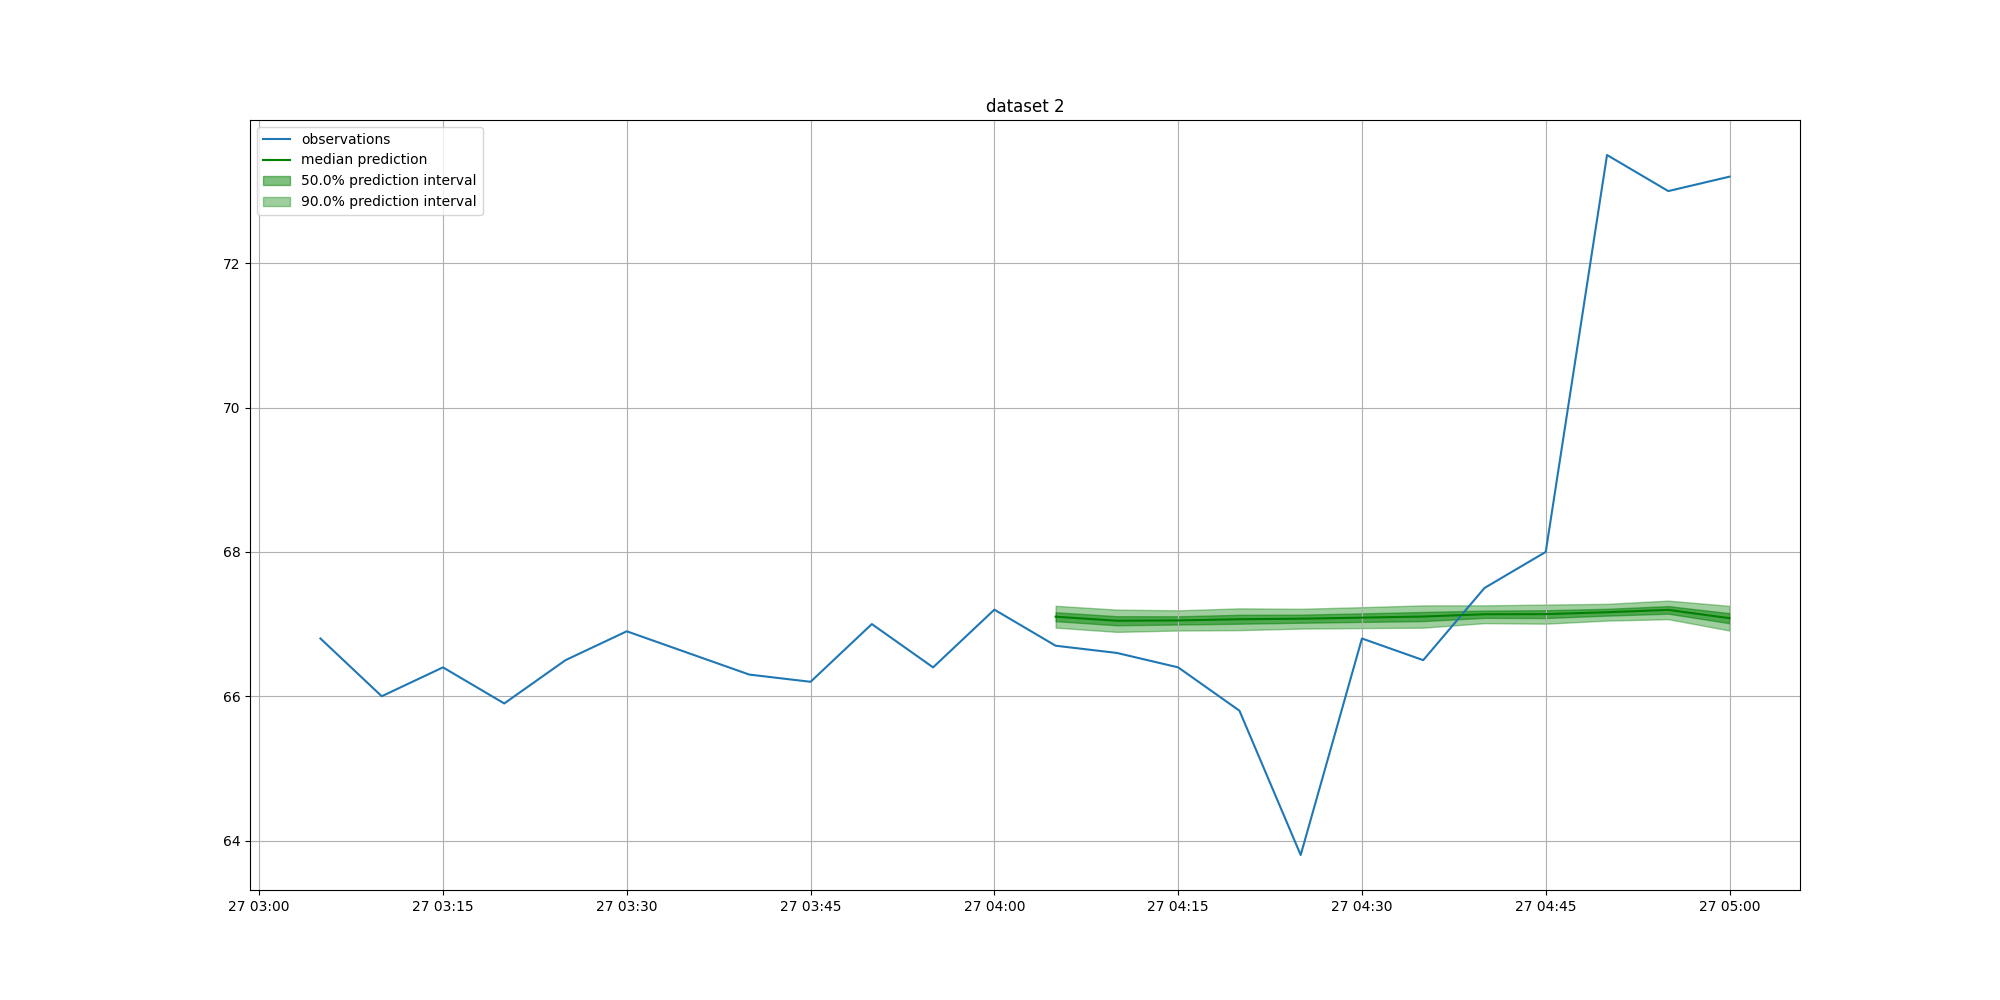 dataset 2
observations
median prediction
50.0% prediction interval
90.0% prediction interval
72
70
68
66
64
27 03:00 27 03:15 27 03:30 27 03:45 27 04:00 27 04:15 27 04:30 27 04:45 27 05:00